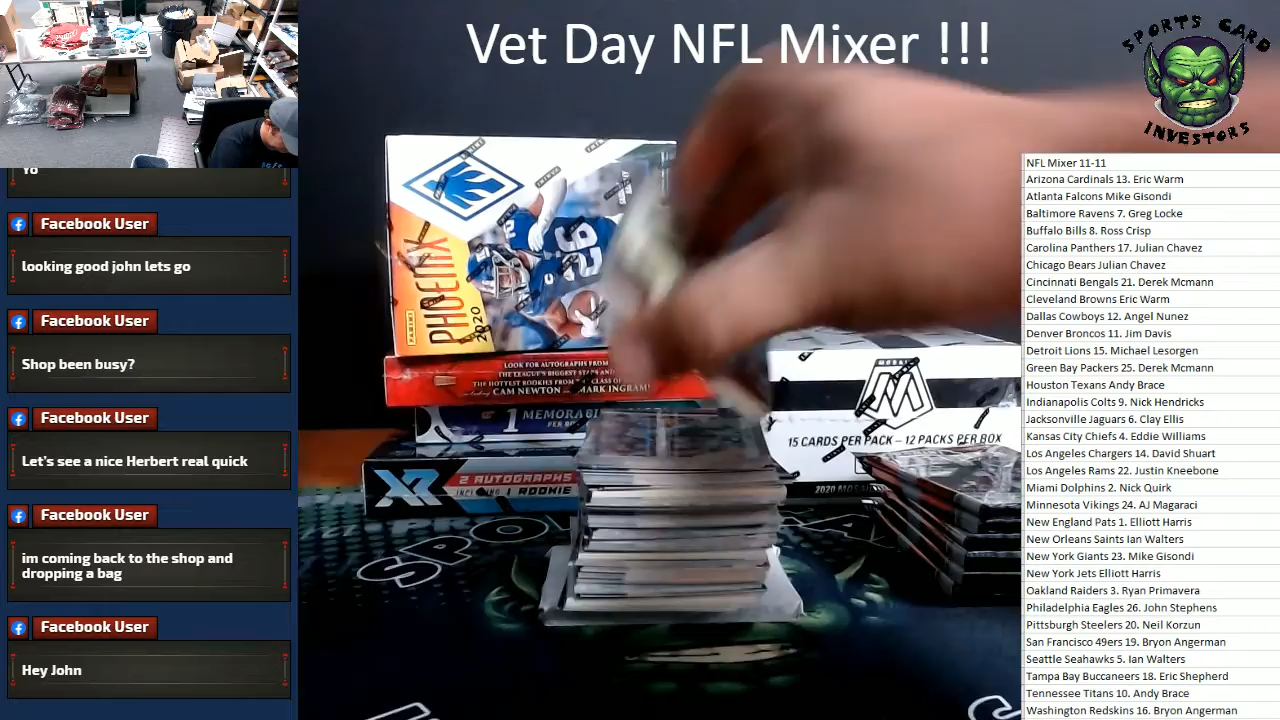 Vet Day NFL Mixer !!!
SPORTS CARD
INVESTORS
Yo
Facebook User
looking good john lets go
Facebook User
Shop been busy?
Facebook User
Let's see a nice Herbert real quick
Facebook User
im coming back to the shop and
dropping a bag
Facebook User
Hey John
PANINI
PHOENIX
2020
26
LOOK FOR AUTOGRAPHS FROM
THE LEAGUE'S BIGGEST STARS AND
THE HOTTEST ROOKIES FROM CLASS OF
CAM NEWTON MARK INGRAM!
1 MEMORABI
XR
2 AUTOGRAPHS
INCLUDING 1 ROOKIE
MOSAIC
15 CARDS PER PACK – 12 PACKS PER BOX
2020 MOSAI
NFL Mixer 11-11
Arizona Cardinals 13. Eric Warm
Atlanta Falcons Mike Gisondi
Baltimore Ravens 7. Greg Locke
Buffalo Bills 8. Ross Crisp
Carolina Panthers 17. Julian Chavez
Chicago Bears Julian Chavez
Cincinnati Bengals 21. Derek Mcmann
Cleveland Browns Eric Warm
Dallas Cowboys 12. Angel Nunez
Denver Broncos 11. Jim Davis
Detroit Lions 15. Michael Lesorgen
Green Bay Packers 25. Derek Mcmann
Houston Texans Andy Brace
Indianapolis Colts 9. Nick Hendricks
Jacksonville Jaguars 6. Clay Ellis
Kansas City Chiefs 4. Eddie Williams
Los Angeles Chargers 14. David Shuart
Los Angeles Rams 22. Justin Kneebone
Miami Dolphins 2. Nick Quirk
Minnesota Vikings 24. AJ Magaraci
New England Pats 1. Elliott Harris
New Orleans Saints Ian Walters
New York Giants 23. Mike Gisondi
New York Jets Elliott Harris
Oakland Raiders 3. Ryan Primavera
Philadelphia Eagles 26. John Stephens
Pittsburgh Steelers 20. Neil Korzun
San Francisco 49ers 19. Bryon Angerman
Seattle Seahawks 5. Ian Walters
Tampa Bay Buccaneers 18. Eric Shepherd
Tennessee Titans 10. Andy Brace
Washington Redskins 16. Bryon Angerman